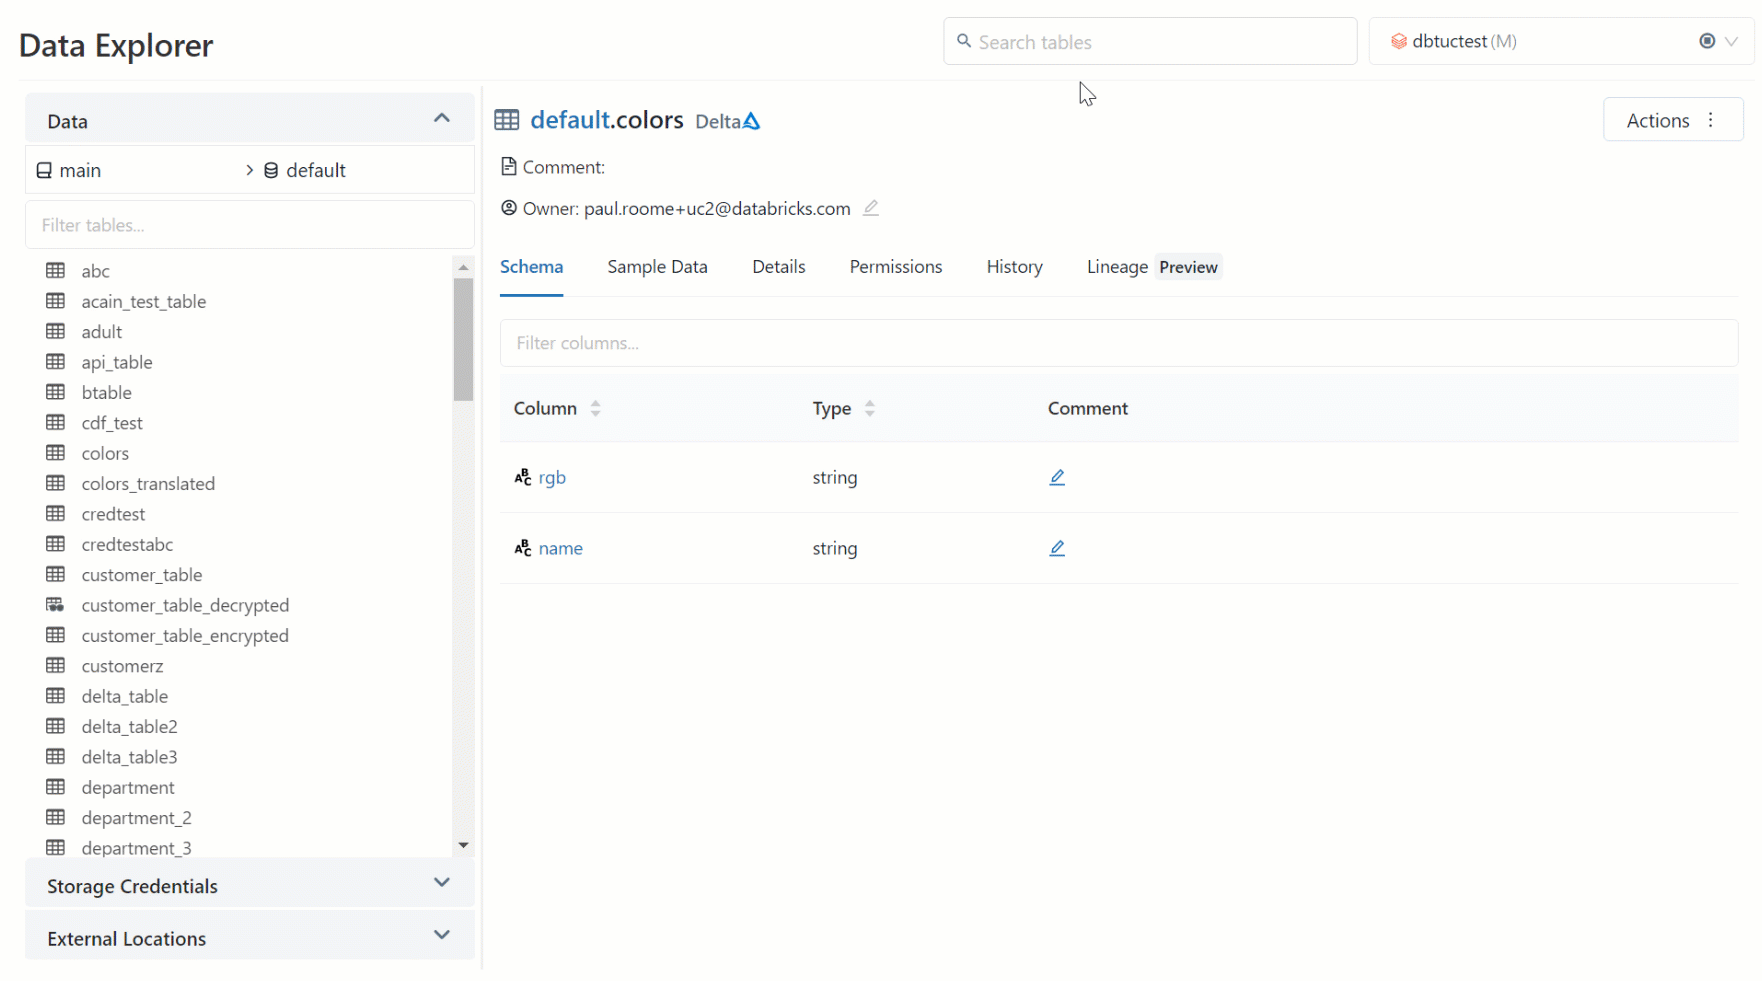 Data Explorer
Search tables
dbtuctest (M)
Data
main
default
Filter tables...
abc
acain_test_table
adult
api_table
btable
cdf_test
colors
colors_translated
credtest
credtestabc
customer_table
customer_table_decrypted
customer_table_encrypted
customerz
delta_table
delta_table2
delta_table3
department
department_2
department_3
Storage Credentials
External Locations
default.colors Delta
Actions
Comment:
Owner: paul.roome+uc2@databricks.com
Schema Sample Data Details Permissions History Lineage Preview
Filter columns...
Column Type Comment
ABC rgb string
ABC name string